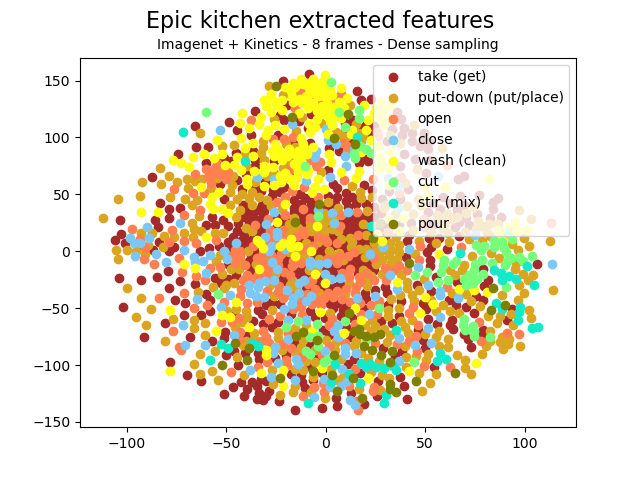 Epic kitchen extracted features
Imagenet + Kinetics - 8 frames - Dense sampling
take (get)
put-down (put/place)
open
close
wash (clean)
cut
stir (mix)
pour
150
100
50
0
−50
−100
−150
−100
−50
0
50
100